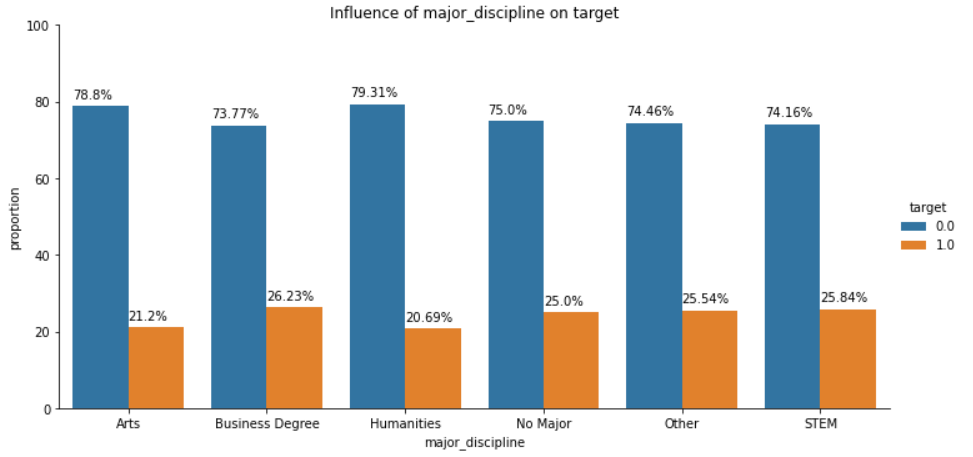 Influence of major_discipline on target
100
80
60
40
20
0
proportion
78.8%
21.2%
73.77%
26.23%
79.31%
20.69%
75.0%
25.0%
74.46%
25.54%
74.16%
25.84%
Arts
Business Degree
Humanities
No Major
Other
STEM
major_discipline
target
0.0
1.0